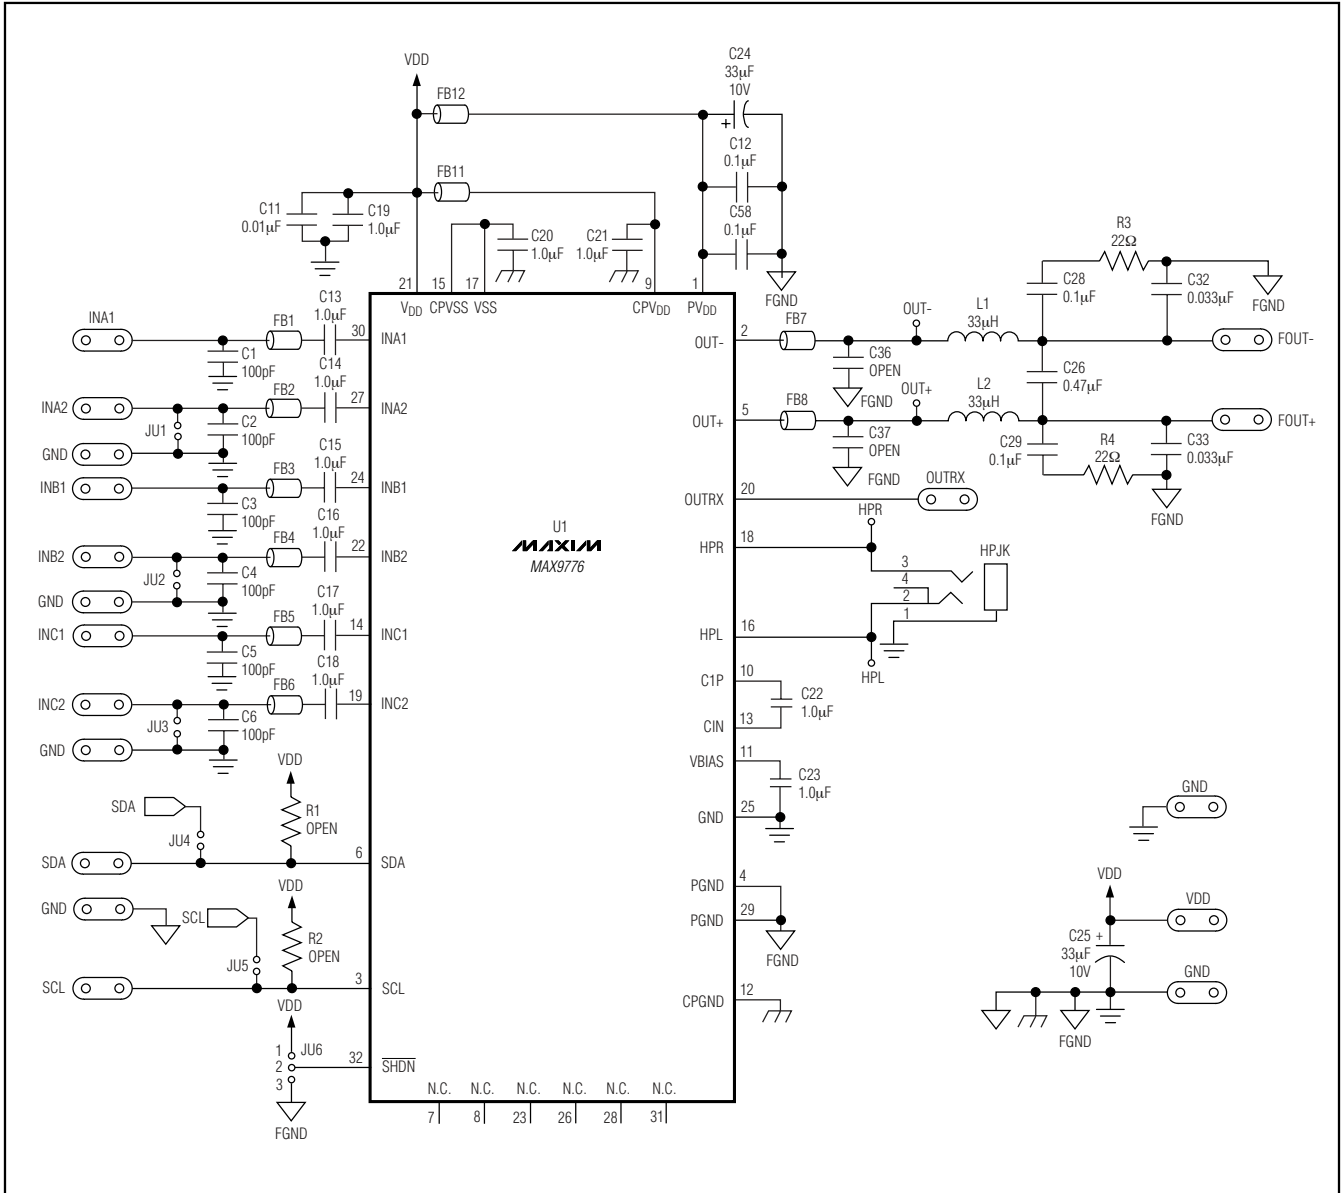 VDD
C24
33µF
10V
+
FB12
C12
0.1µF
FB11
C58
0.1µF
C11
0.01µF
C19
1.0µF
C20
1.0µF
C21
1.0µF
FGND
R3
22Ω
C28
0.1µF
C32
0.033µF
FGND
21 15 17 9 1
VDD CPVSS VSS CPVDD PVDD
INA1
FB1
C13
1.0µF
30
INA1
C1
100pF
OUT-
2
FB7
C36
OPEN
FGND
OUT-
L1
33µH
FOUT-
C26
0.47µF
INA2
FB2
C14
1.0µF
27
INA2
JU1
C2
100pF
GND
OUT+
5
FB8
C37
OPEN
FGND
OUT+
L2
33µH
FOUT+
C29
0.1µF
R4
22Ω
C33
0.033µF
FGND
INB1
FB3
C15
1.0µF
24
INB1
C3
100pF
OUTRX
20
OUTRX
INB2
FB4
C16
1.0µF
22
INB2
JU2
C4
100pF
GND
U1
MAXIM
MAX9776
HPR
18
HPR
3
4
2
1
HPJK
INC1
FB5
C17
1.0µF
14
INC1
C5
100pF
HPL
16
HPL
INC2
FB6
C18
1.0µF
19
INC2
JU3
C6
100pF
GND
C1P
10
C22
1.0µF
CIN
13
VBIAS
11
C23
1.0µF
GND
25
VDD
R1
OPEN
SDA
JU4
SDA
6
SDA
GND
SCL
VDD
R2
OPEN
JU5
SCL
3
SCL
VDD
1
2
3
JU6
32
SHDN
FGND
PGND
4
PGND
29
FGND
CPGND
12
GND
VDD
VDD
C25 +
33µF
10V
GND
FGND
N.C. N.C. N.C. N.C. N.C. N.C.
7 8 23 26 28 31